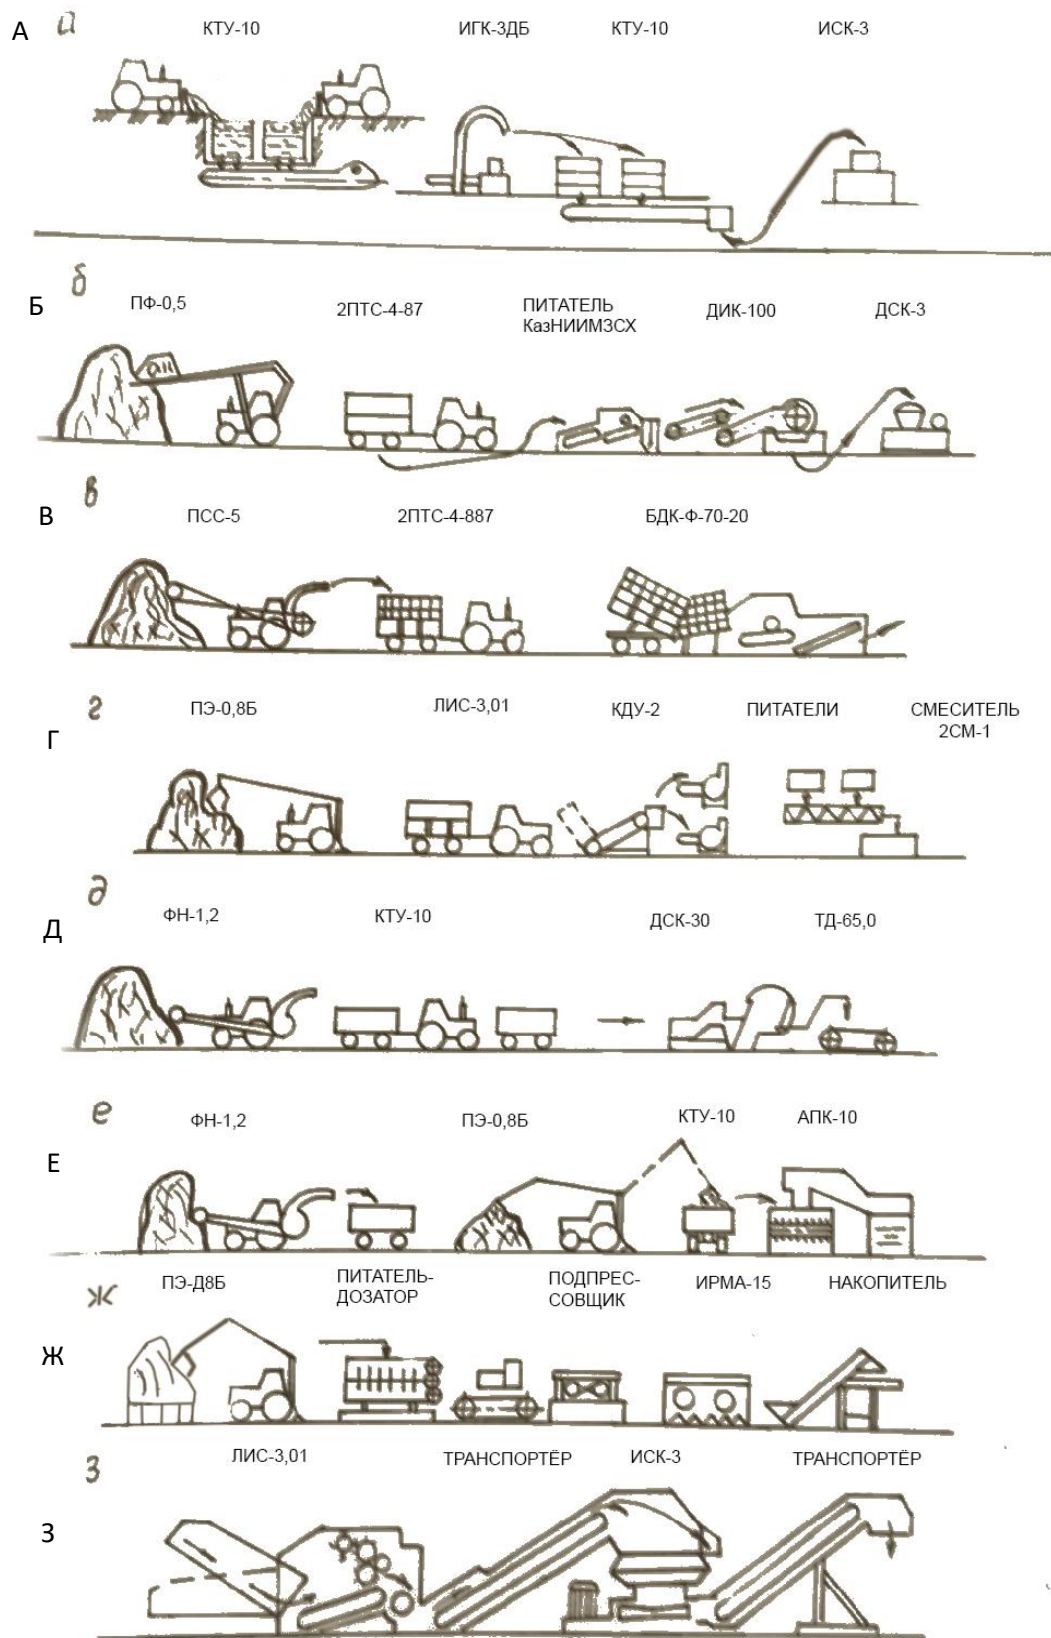 А а КТУ-10 ИГК-3ДБ КТУ-10 ИСК-3
б
Б ПФ-0,5 2ПТС-4-87 ПИТАТЕЛЬ ДИК-100 ДСК-3
КазНИИМЗСХ
в
В ПСС-5 2ПТС-4-887 БДК-Ф-70-20
г ПЭ-0,8Б ЛИС-3,01 КДУ-2 ПИТАТЕЛИ СМЕСИТЕЛЬ
Г 2СМ-1
д
Д ФН-1,2 КТУ-10 ДСК-30 ТД-65,0
е ФН-1,2 ПЭ-0,8Б КТУ-10 АПК-10
Е
ж ПЭ-Д8Б ПИТАТЕЛЬ- ПОДПРЕС- ИРМА-15 НАКОПИТЕЛЬ
ДОЗАТОР СОВЩИК
Ж
з ЛИС-3,01 ТРАНСПОРТЁР ИСК-3 ТРАНСПОРТЁР
З